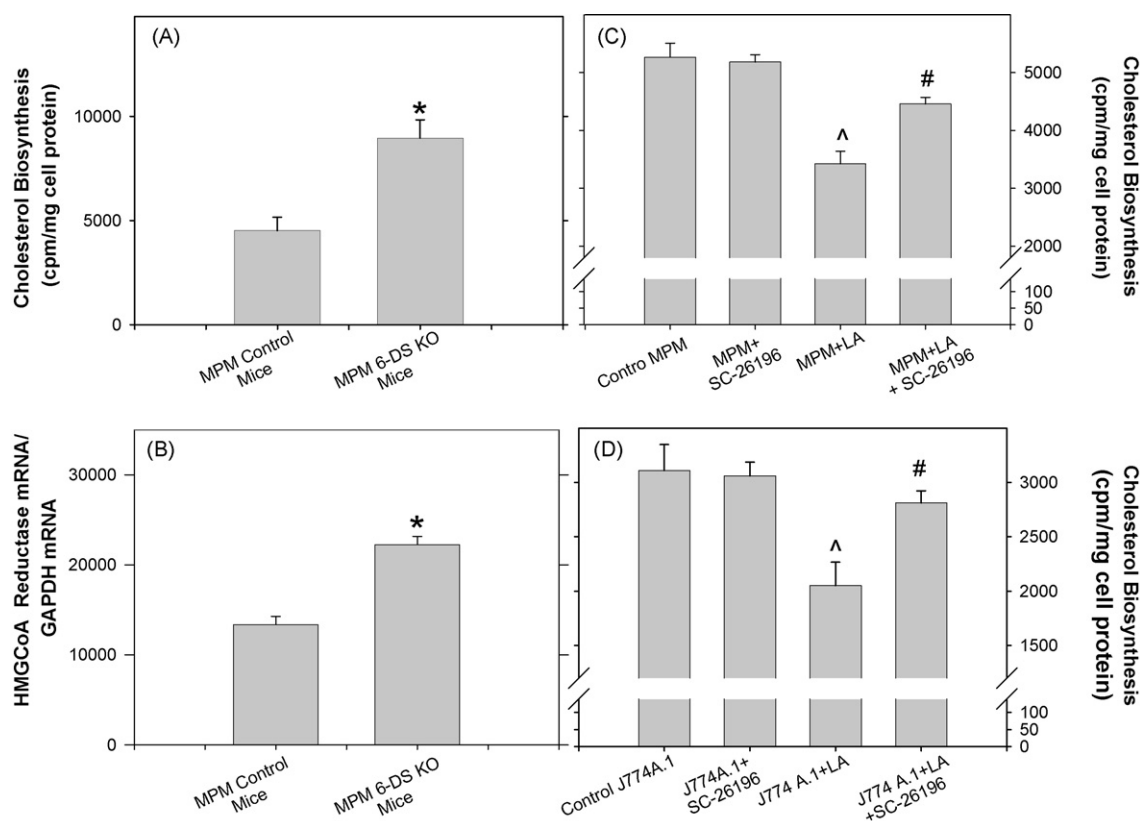 (A)
Cholesterol Biosynthesis
(cpm/mg cell protein)
10000
5000
0
*
MPM Control
Mice
MPM 6-DS KO
Mice
(C)
Cholesterol Biosynthesis
(cpm/mg cell protein)
5000
4000
3000
2000
100
50
0
^
#
Contro MPM
MPM+
SC-26196
MPM+LA
MPM+LA
+ SC-26196
(B)
HMGCoA Reductase mRNA/
GAPDH mRNA
30000
20000
10000
0
*
MPM Control
Mice
MPM 6-DS KO
Mice
(D)
Cholesterol Biosynthesis
(cpm/mg cell protein)
3000
2500
2000
1500
100
50
0
^
#
Control J774A.1
J774A.1+
SC-26196
J774 A.1+LA
J774 A.1+LA
+SC-26196